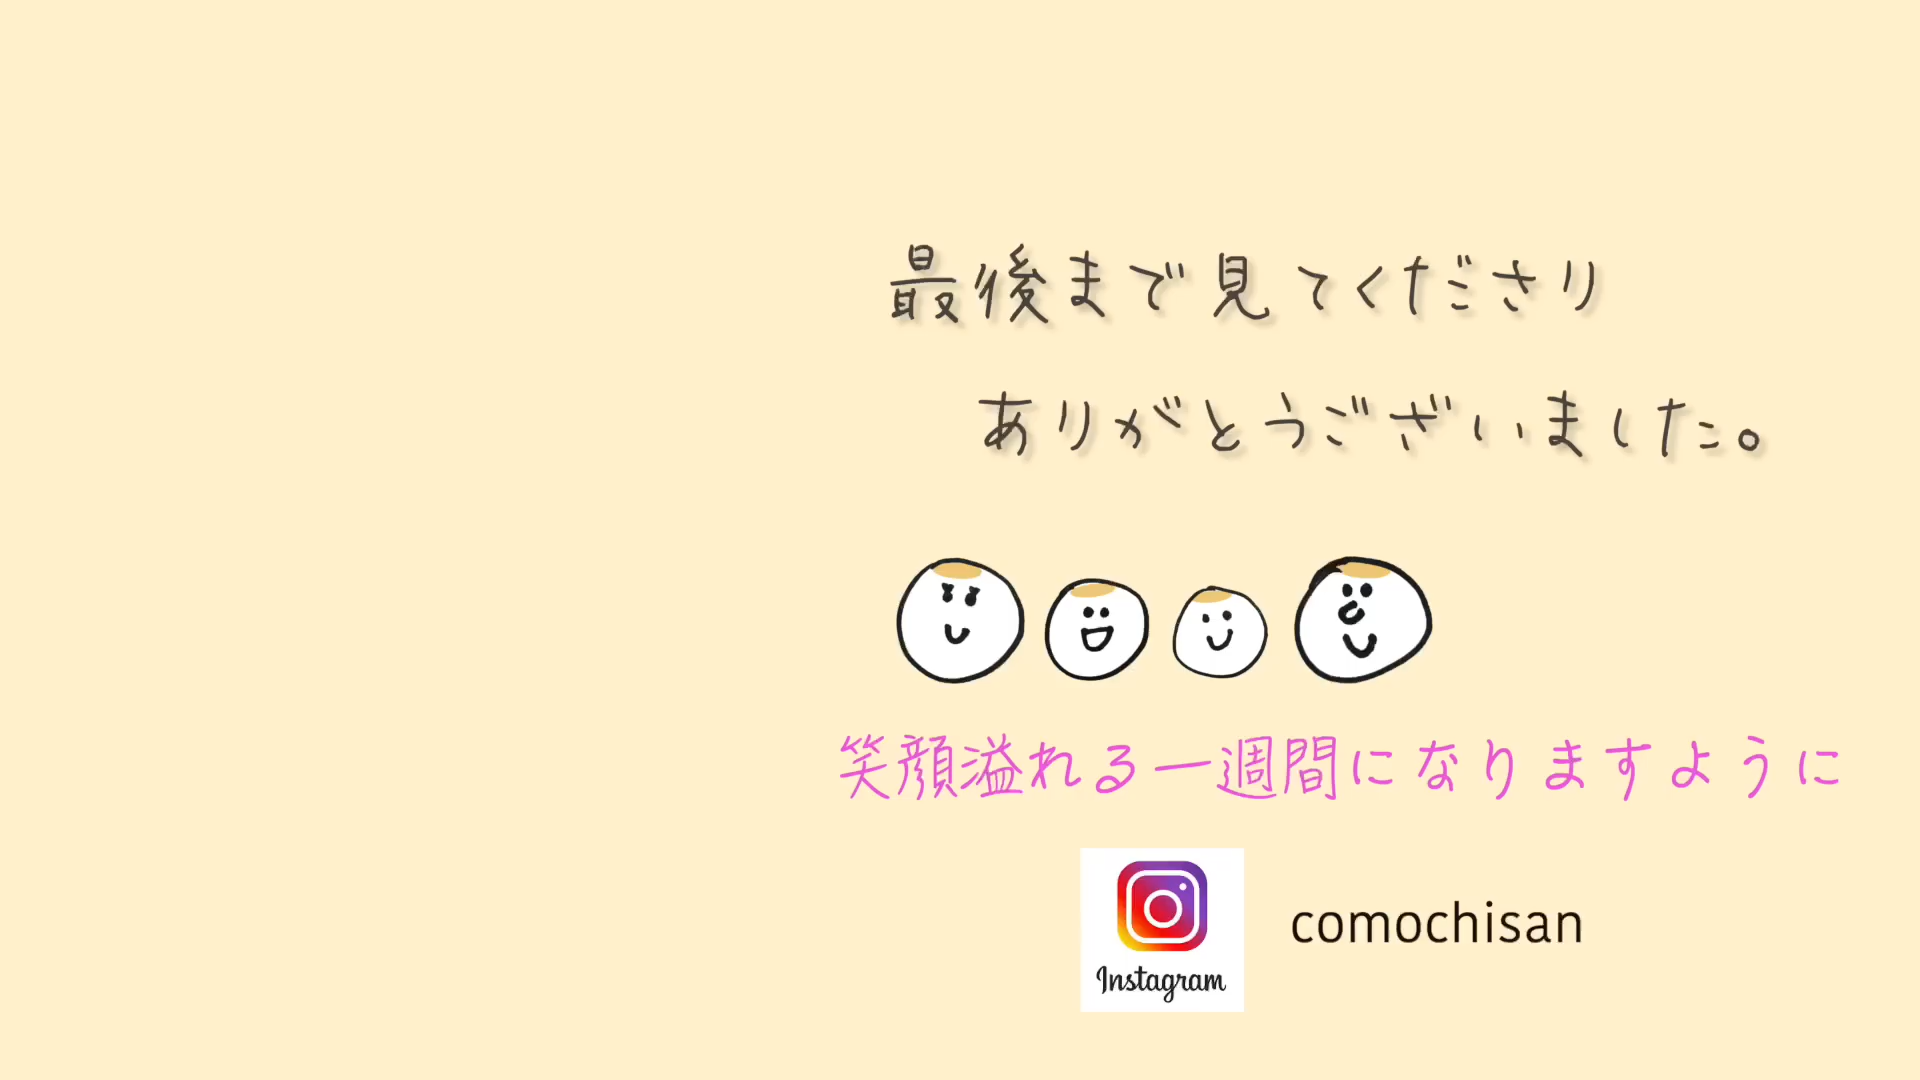 最後まで見てくださり
ありがとうございました。
笑顔溢れる一週間になりますように
Instagram
comochisan